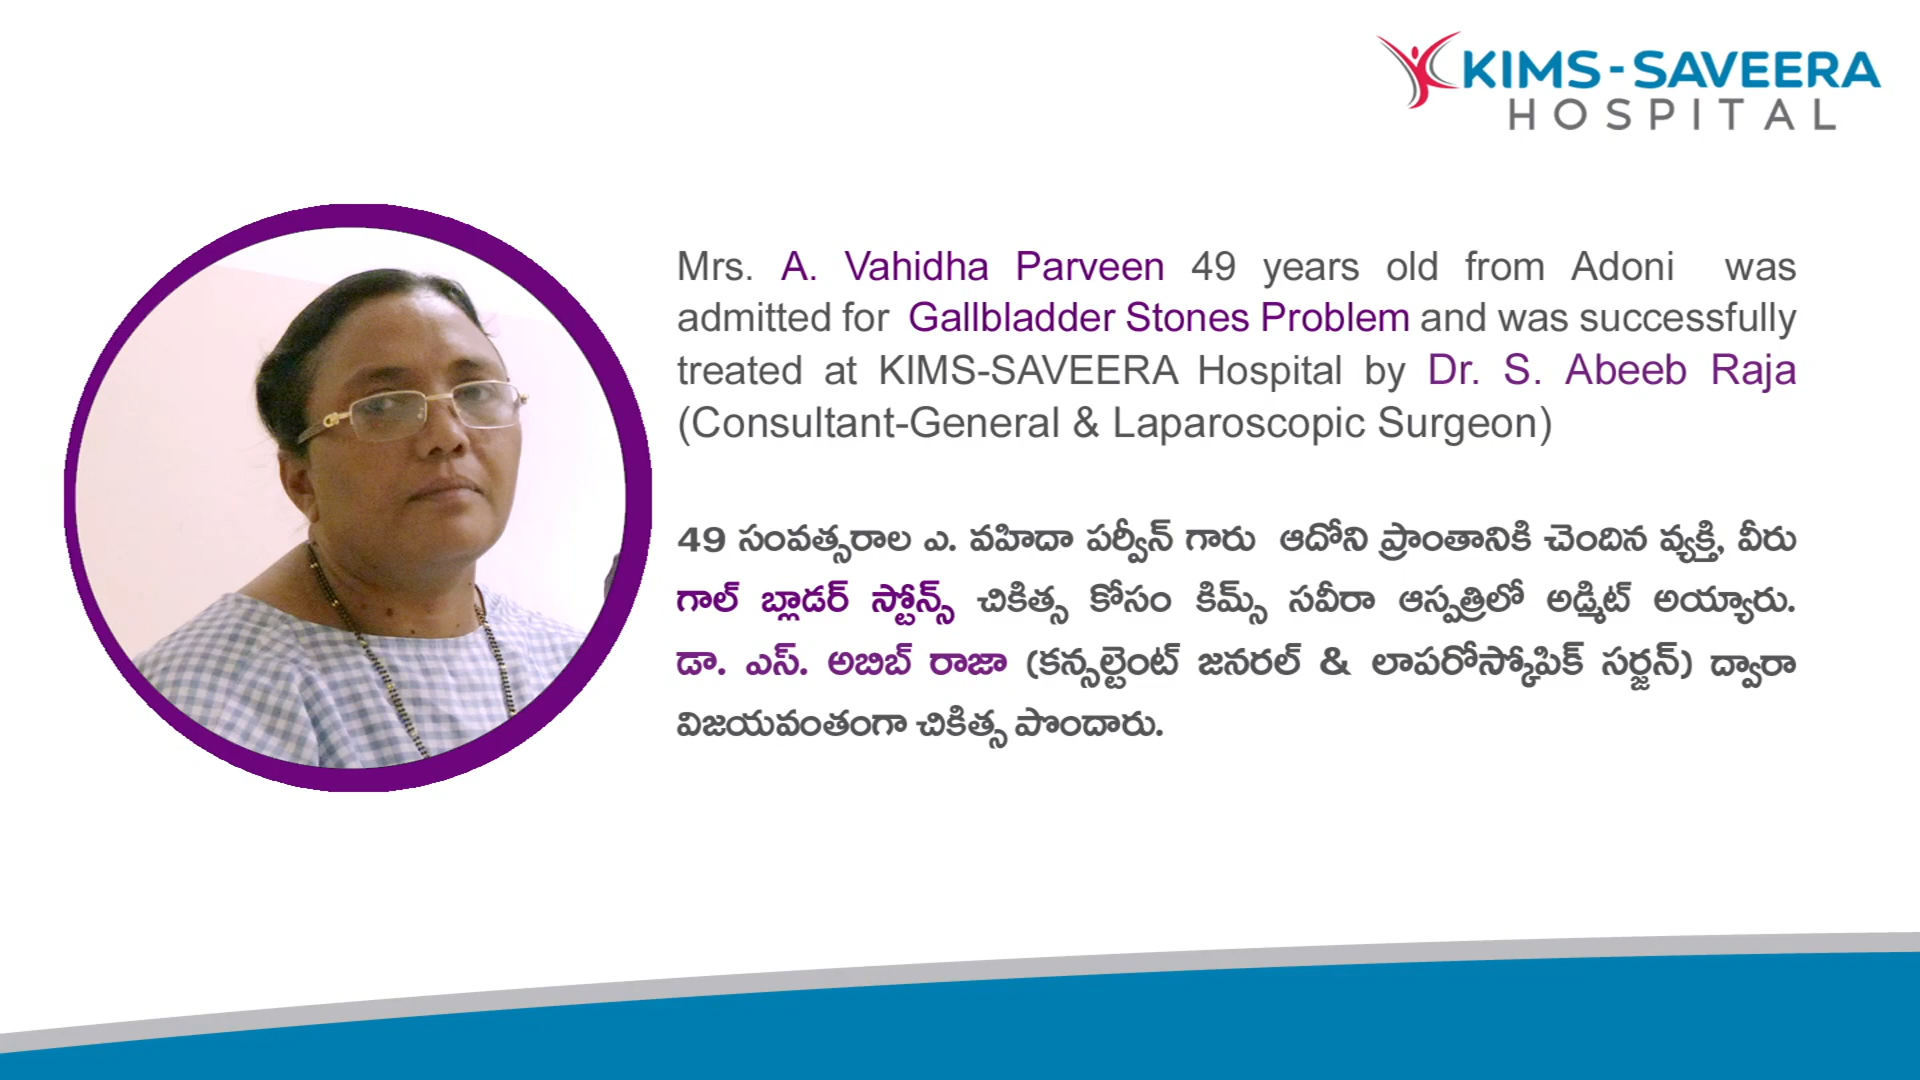 KIMS - SAVEERA
HOSPITAL
Mrs. A. Vahidha Parveen 49 years old from Adoni was
admitted for Gallbladder Stones Problem and was successfully
treated at KIMS-SAVEERA Hospital by Dr. S. Abeeb Raja
(Consultant-General & Laparoscopic Surgeon)
49 సంవత్సరాల ఎ. వహిదా పర్వీన్ గారు ఆదోని ప్రాంతానికి చెందిన వ్యక్తి, వీరు
గాల్ బ్లాడర్ స్టోన్స్ చికిత్స కోసం కిమ్స్ సవీరా ఆస్పత్రిలో అడ్మిట్ అయ్యారు.
డా. ఎస్. అబిబ్ రాజా (కన్సల్టెంట్ జనరల్ & లాపరోస్కోపిక్ సర్జన్) ద్వారా
విజయవంతంగా చికిత్స పొందారు.